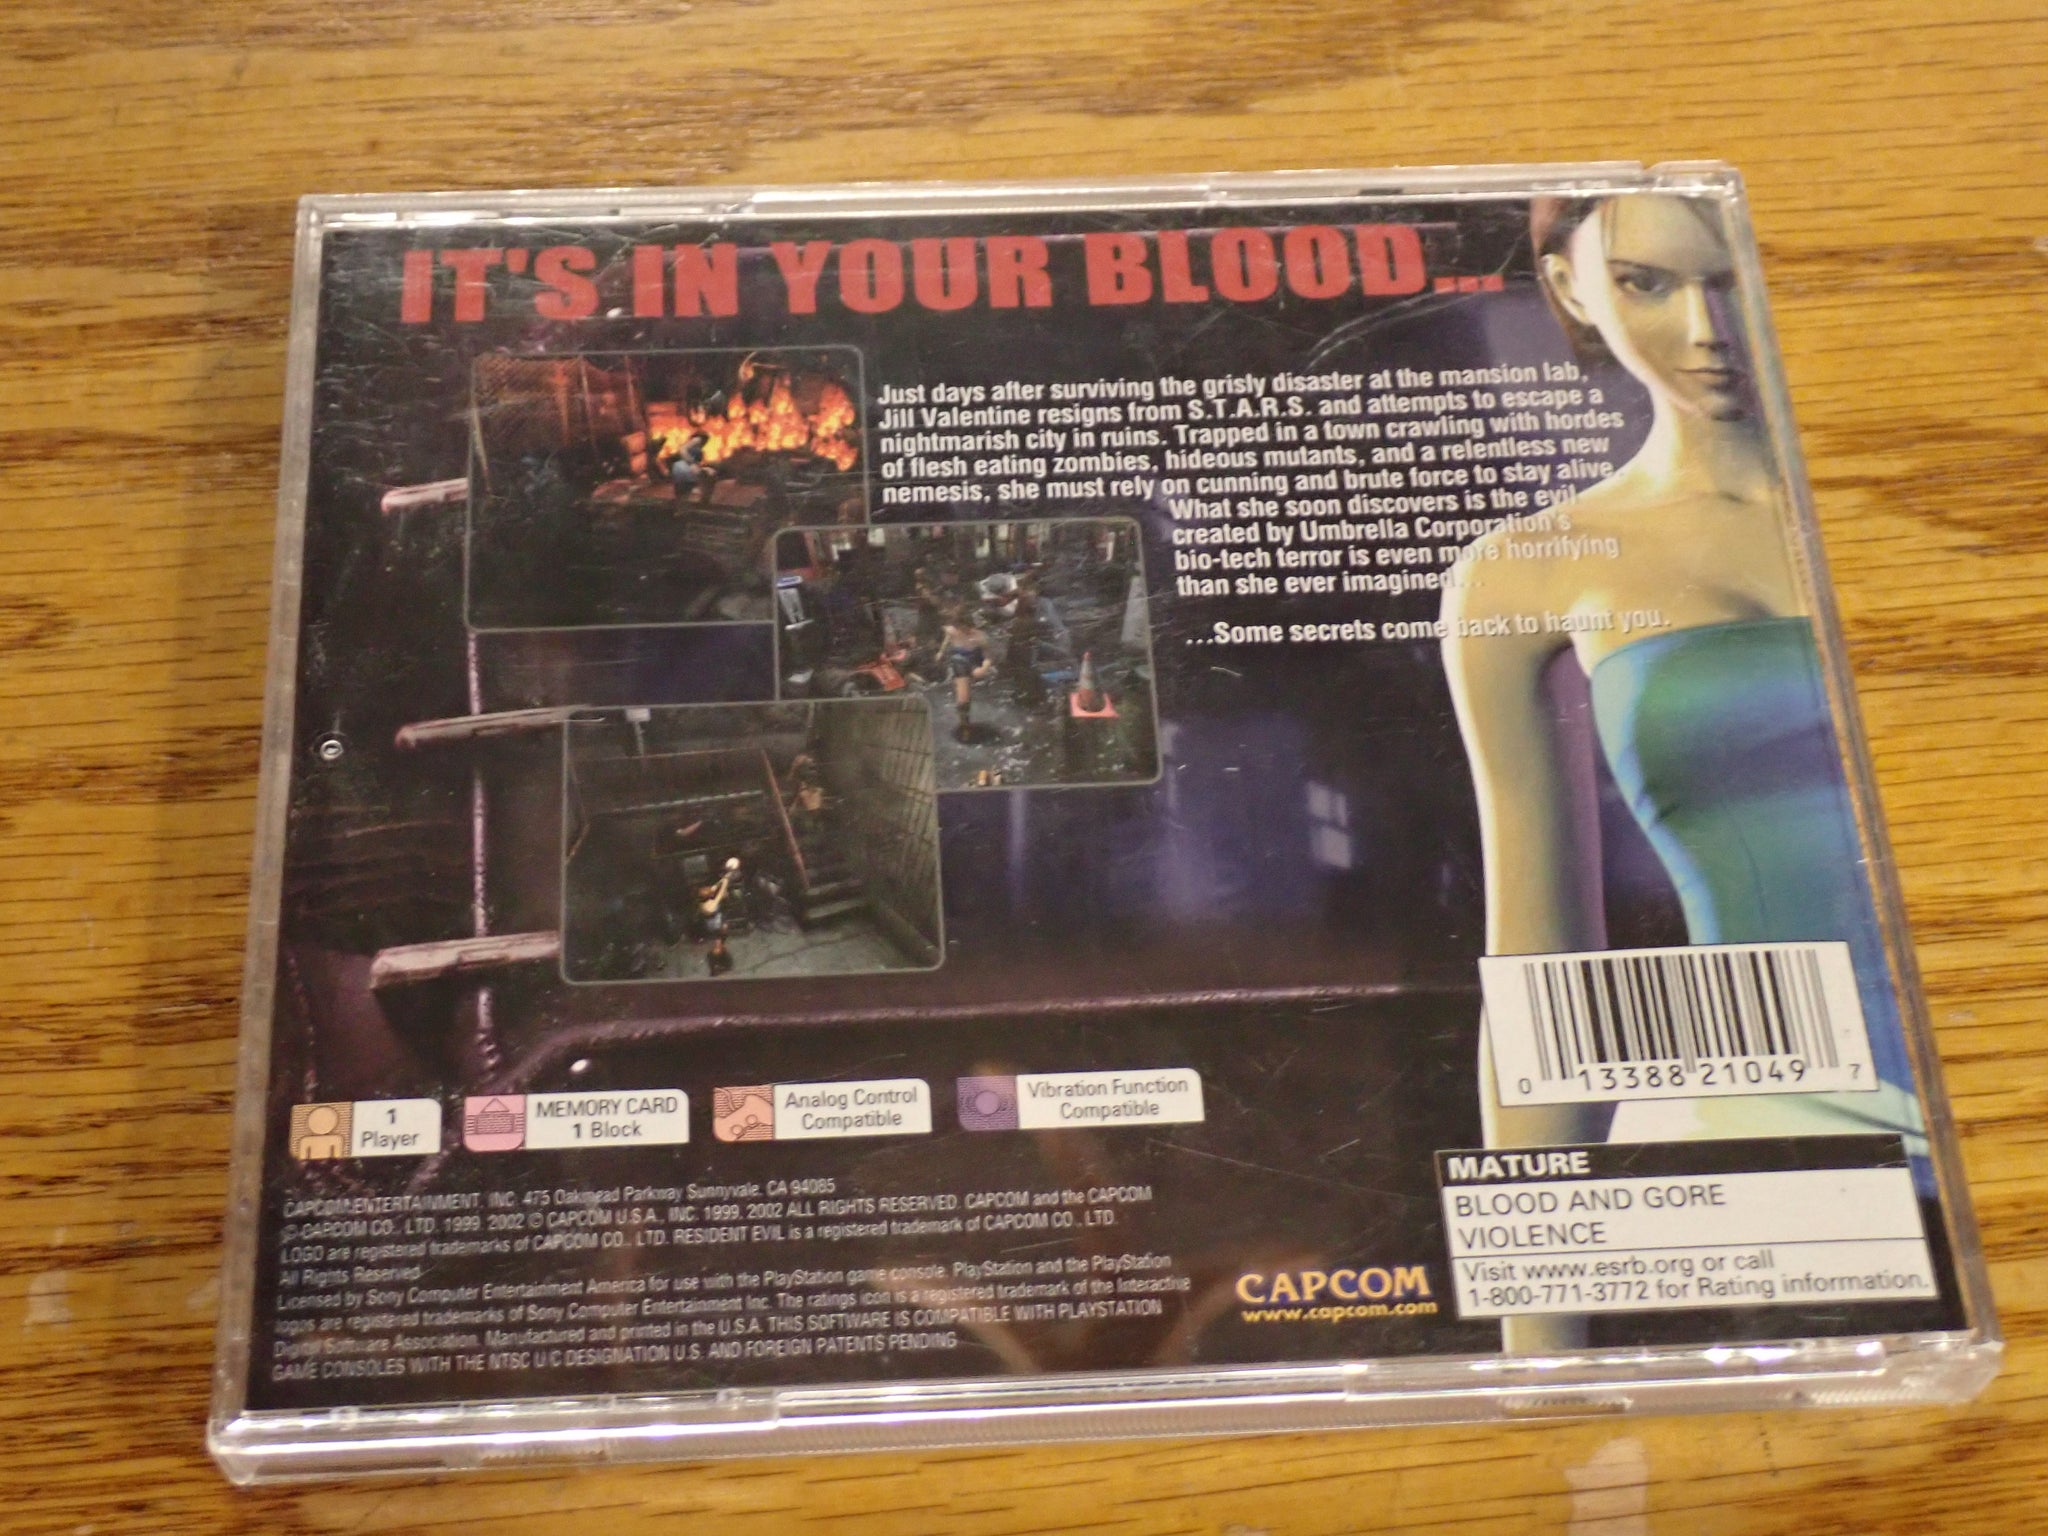 IT'S IN YOUR BLOOD...
Just days after surviving the grisly disaster at the mansion lab,
Jill Valentine resigns from S.T.A.R.S. and attempts to escape a
nightmarish city in ruins. Trapped in a town crawling with hordes
of flesh eating zombies, hideous mutants, and a relentless new
nemesis, she must rely on cunning and brute force to stay alive.
What she soon discovers is the evil
created by Umbrella Corporation's
bio-tech terror is even more horrifying
than she ever imagined...
...Some secrets come back to haunt you.
0 13388 21049 7
1
Player
MEMORY CARD
1 Block
Analog Control
Compatible
Vibration Function
Compatible
MATURE
BLOOD AND GORE
VIOLENCE
Visit www.esrb.org or call
1-800-771-3772 for Rating information.
CAPCOM
www.capcom.com
CAPCOM ENTERTAINMENT, INC. 475 Oakmead Parkway Sunnyvale, CA 94085
© CAPCOM CO., LTD. 1999, 2002 © CAPCOM U.S.A., INC. 1999, 2002 ALL RIGHTS RESERVED. CAPCOM and the CAPCOM
LOGO are registered trademarks of CAPCOM CO., LTD. RESIDENT EVIL is a registered trademark of CAPCOM CO., LTD.
All Rights Reserved.
Licensed by Sony Computer Entertainment America for use with the PlayStation game console. PlayStation and the PlayStation
logos are registered trademarks of Sony Computer Entertainment Inc. The ratings icon is a registered trademark of the Interactive
Digital Software Association. Manufactured and printed in the U.S.A. THIS SOFTWARE IS COMPATIBLE WITH PLAYSTATION
GAME CONSOLES WITH THE NTSC U/C DESIGNATION U.S. AND FOREIGN PATENTS PENDING